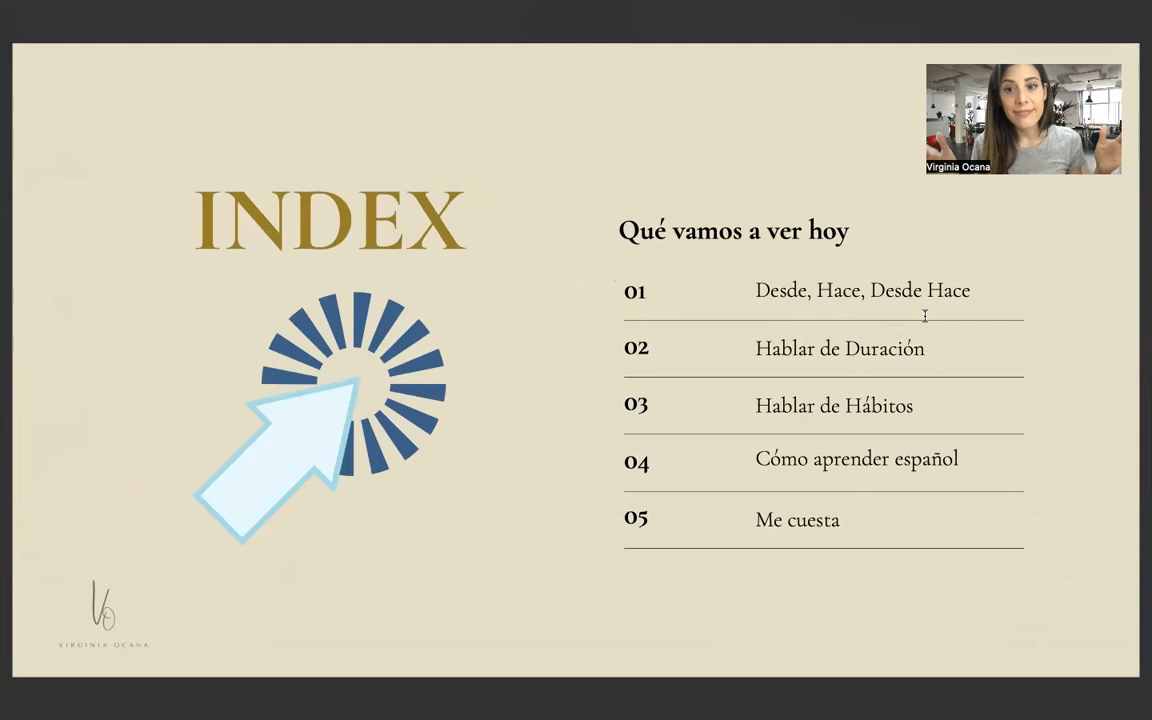 Virginia Ocana
INDEX
Qué vamos a ver hoy
01 Desde, Hace, Desde Hace
02 Hablar de Duración
03 Hablar de Hábitos
04 Cómo aprender español
05 Me cuesta
VO
VIRGINIA OCANA